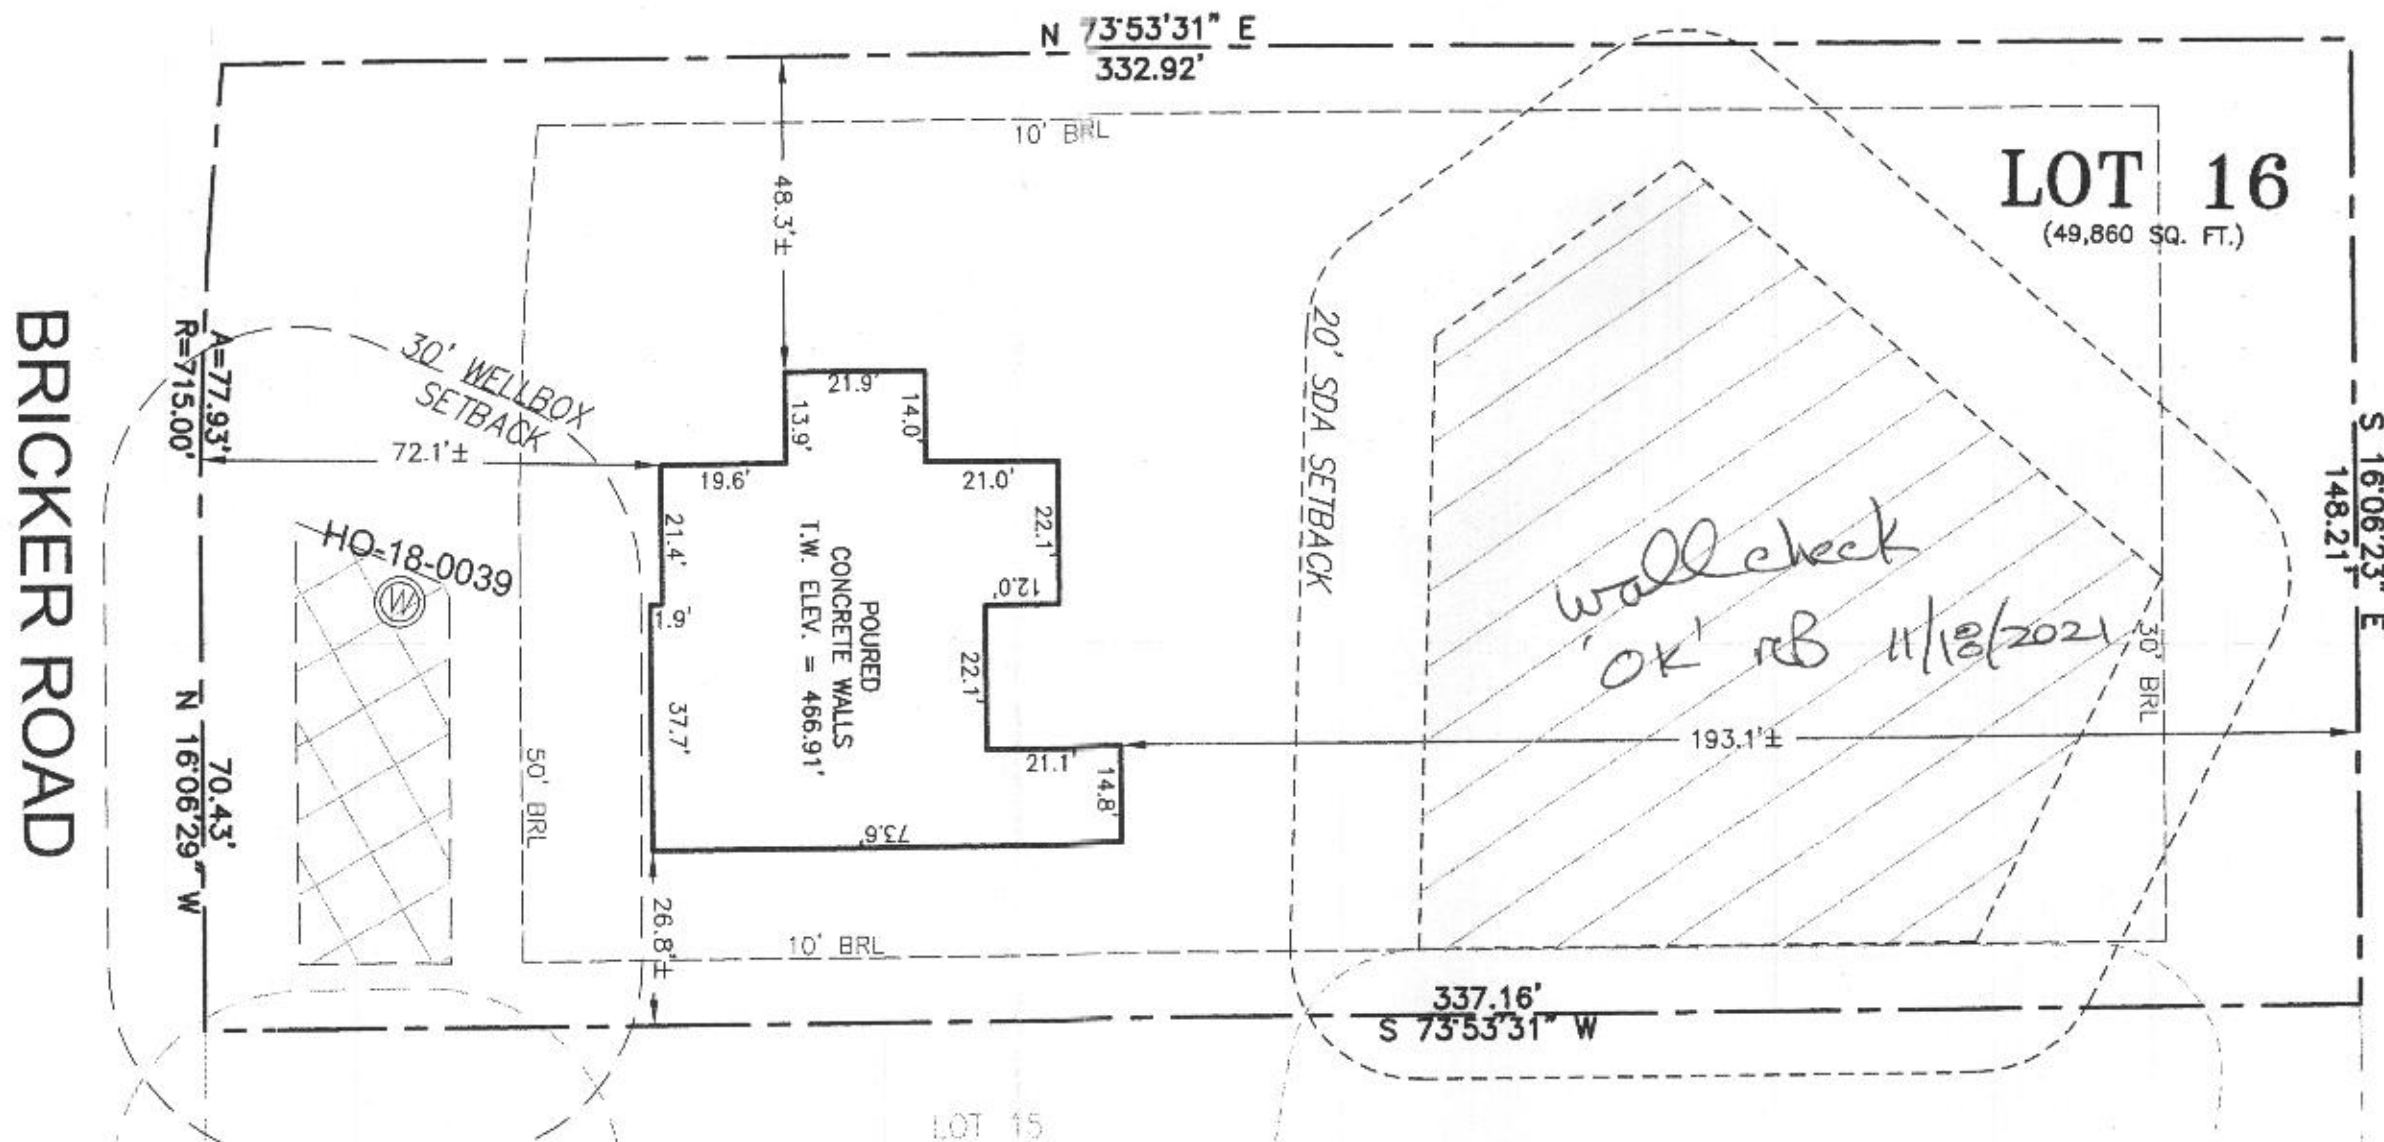 N 73°53'31" E
332.92'
10' BRL
LOT 16
(49,860 SQ. FT.)
48.3'±
BRICKER ROAD
A=77.93'
R=715.00'
30' WELLBOX
SETBACK
72.1'±
21.9'
13.9'
14.0'
19.6'
21.0'
21.4'
22.1'
12.0'
1.9'
22.1'
37.7'
21.1'
14.8'
73.6'
POURED
CONCRETE WALLS
T.W. ELEV. = 466.91'
HO-18-0039
W
20' SDA SETBACK
wallcheck
'OK' rcB 11/18/2021
30' BRL
193.1'±
S 16°06'23" E
148.21'
70.43'
N 16°06'29" W
50' BRL
26.8'±
10' BRL
337.16'
S 73°53'31" W
LOT 15